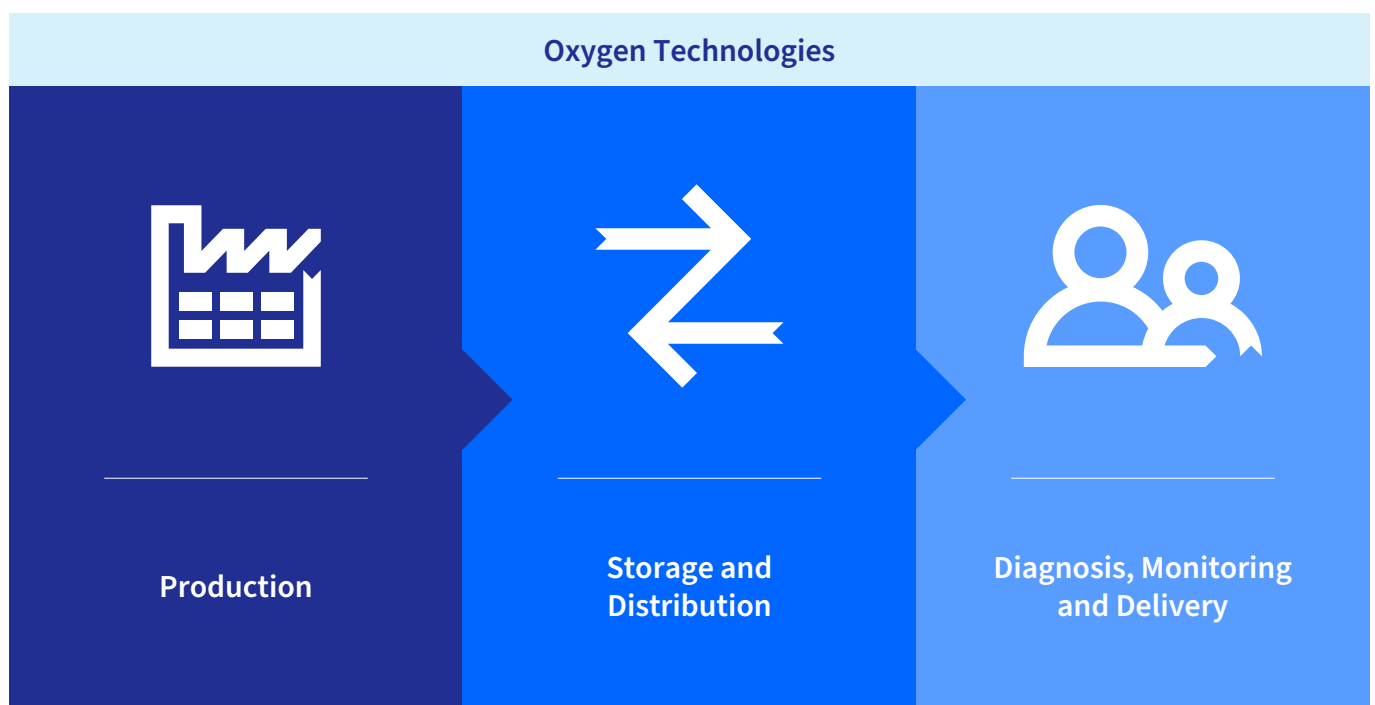 Oxygen Technologies
Production
Storage and
Distribution
Diagnosis, Monitoring
and Delivery